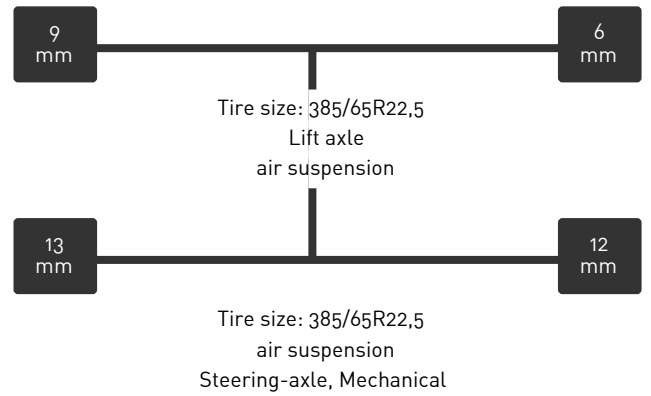 9
mm
6
mm
Tire size: 385/65R22,5
Lift axle
air suspension
13
mm
12
mm
Tire size: 385/65R22,5
air suspension
Steering-axle, Mechanical